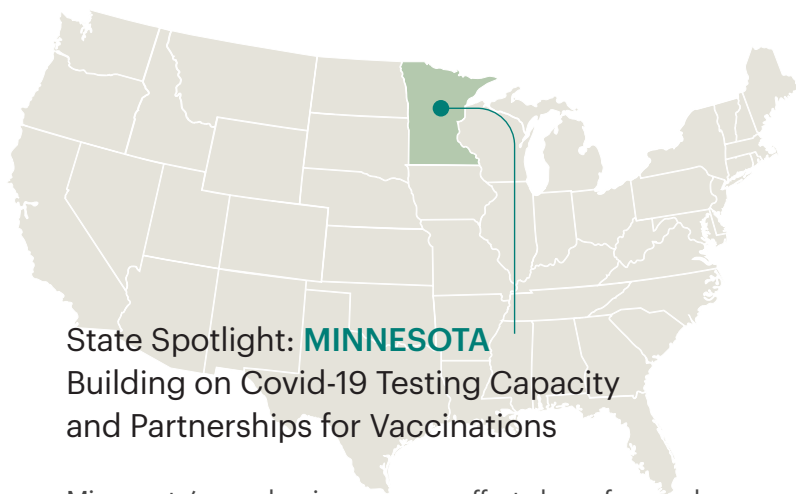 State Spotlight: MINNESOTA
Building on Covid-19 Testing Capacity
and Partnerships for Vaccinations